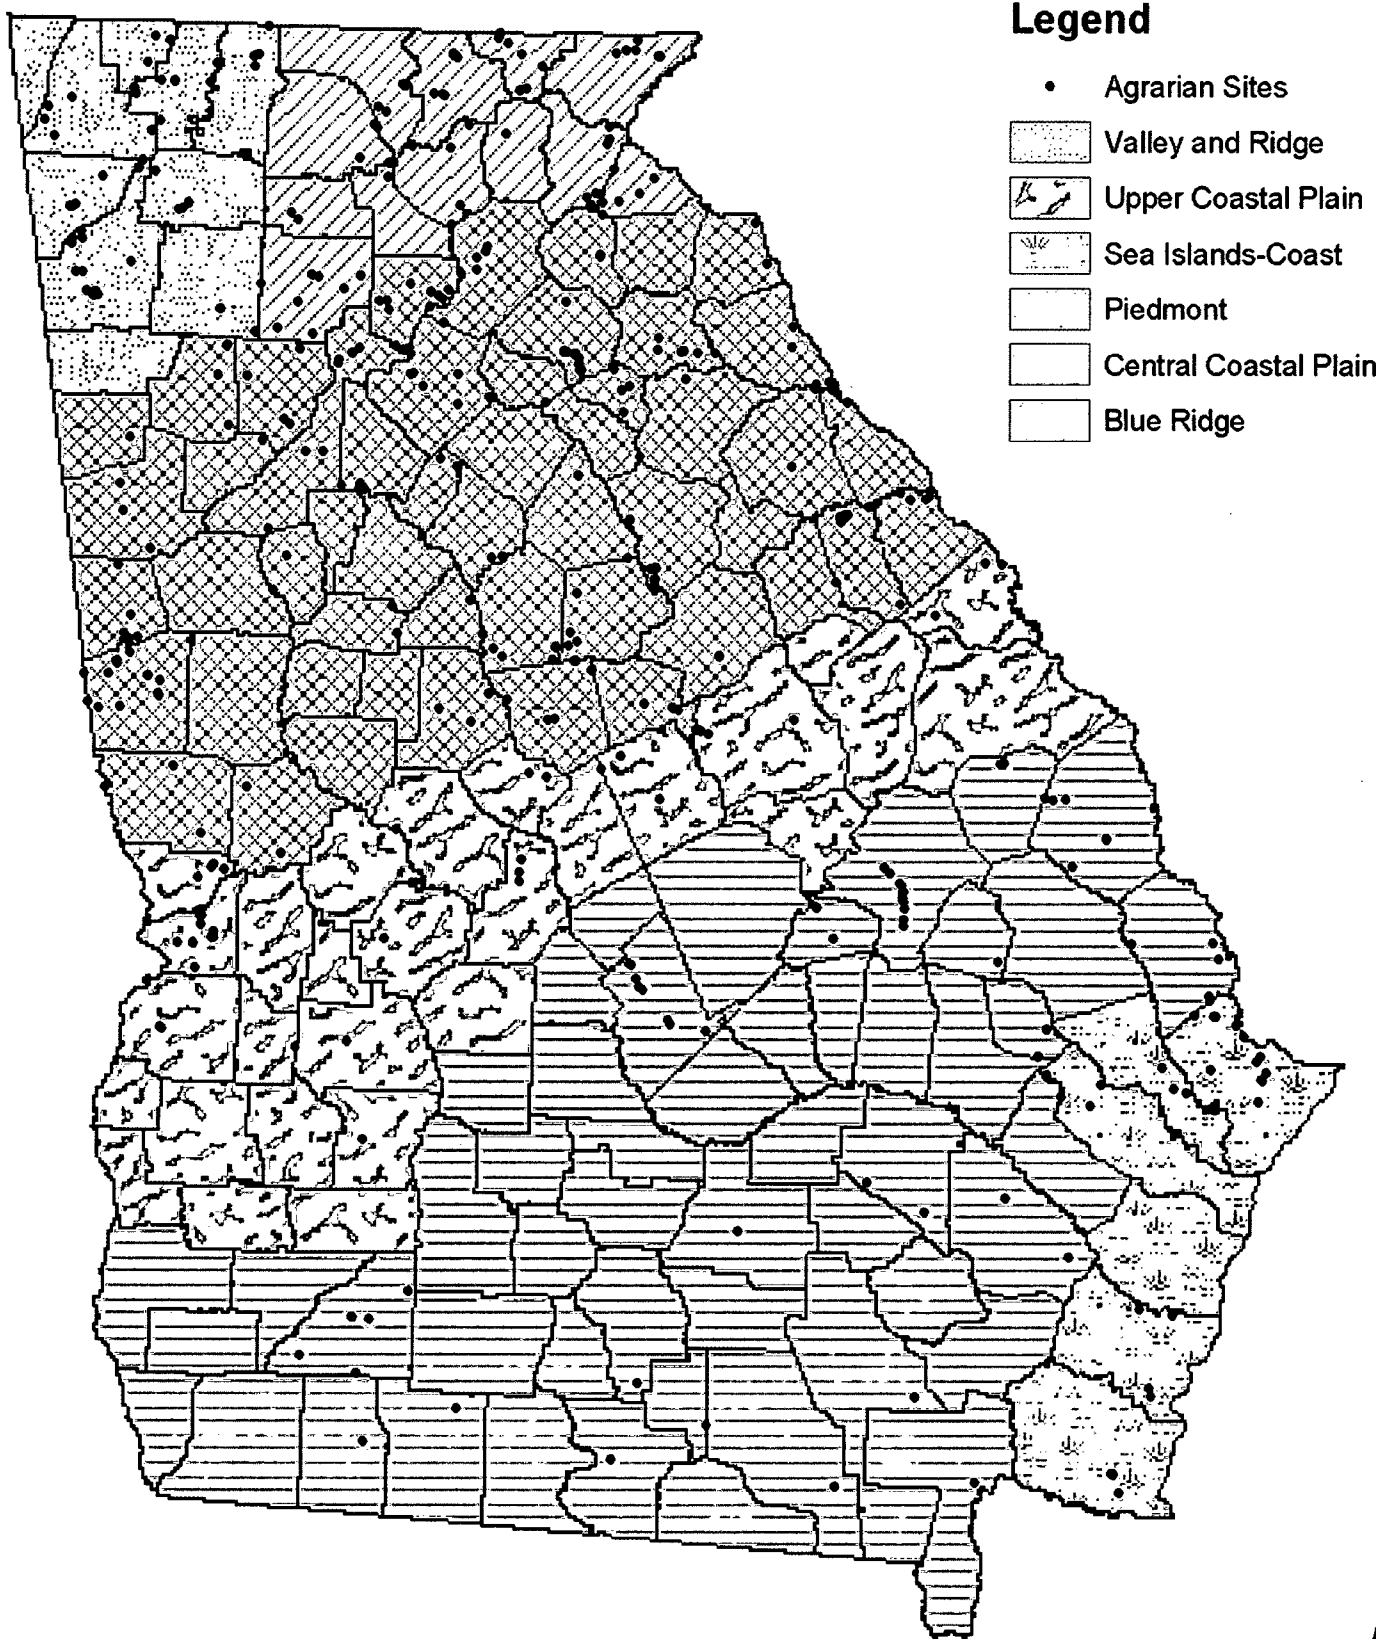 Legend
Agrarian Sites
Valley and Ridge
Upper Coastal Plain
Sea Islands-Coast
Piedmont
Central Coastal Plain
Blue Ridge